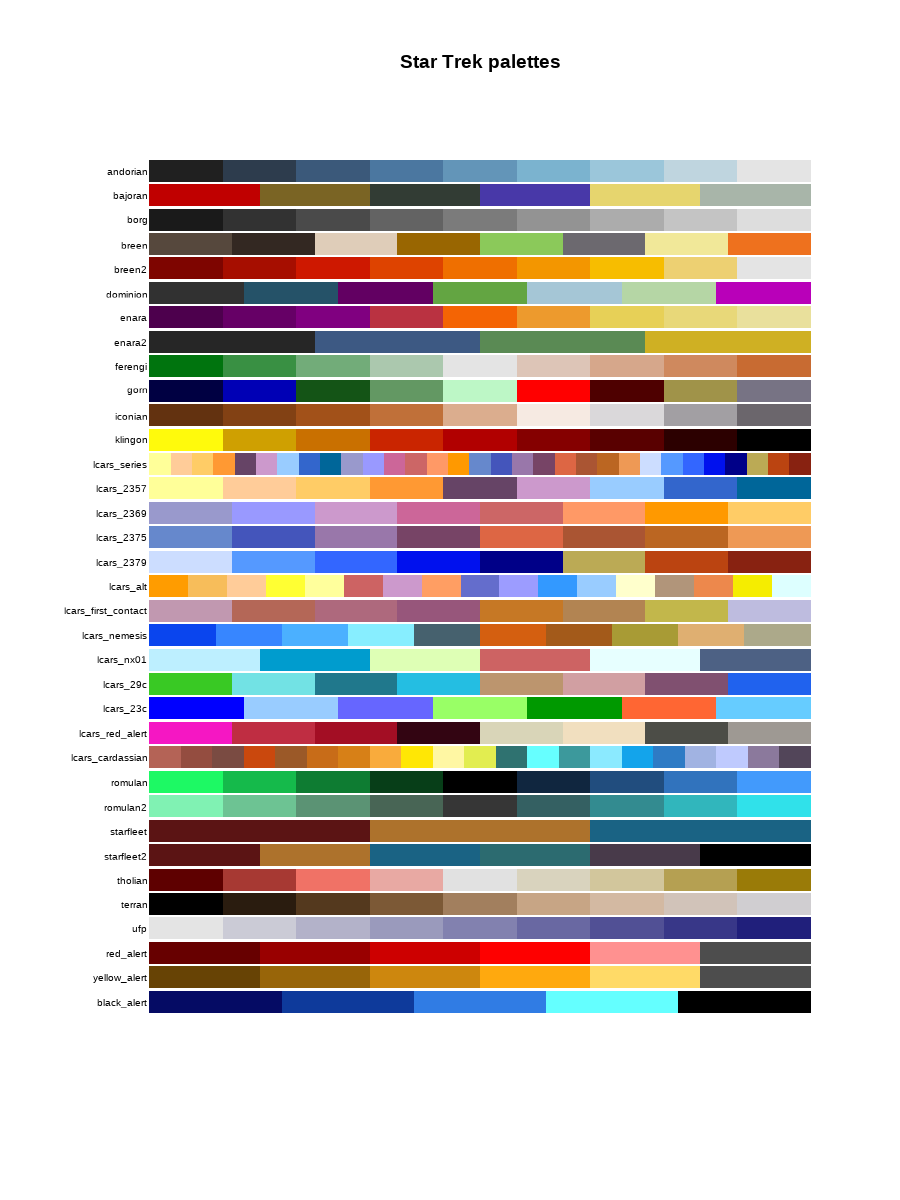 Star Trek palettes
andorian
bajoran
borg
breen
breen2
dominion
enara
enara2
ferengi
gorn
iconian
klingon
lcars_series
lcars_2357
lcars_2369
lcars_2375
lcars_2379
lcars_alt
lcars_first_contact
lcars_nemesis
lcars_nx01
lcars_29c
lcars_23c
lcars_red_alert
lcars_cardassian
romulan
romulan2
starfleet
starfleet2
tholian
terran
ufp
red_alert
yellow_alert
black_alert